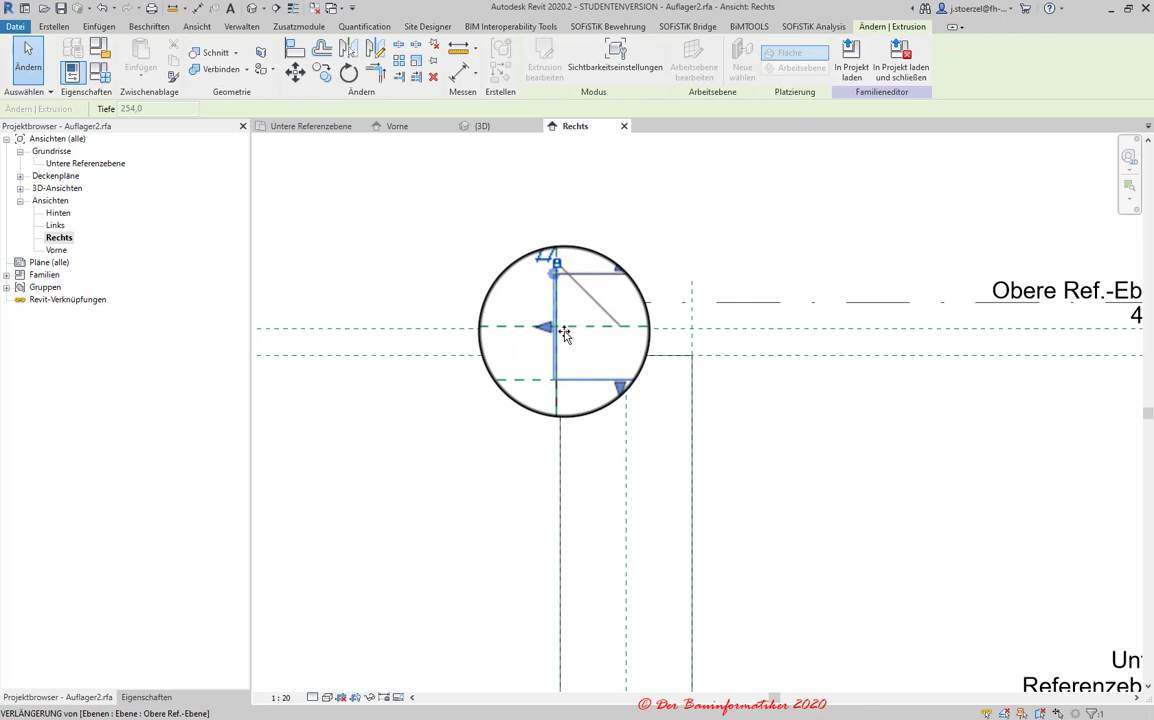 Autodesk Revit 2020.2 - STUDENTENVERSION - Auflager2.rfa - Ansicht: Rechts
j.stoerzel@fh-...
Datei Erstellen Einfügen Beschriften Ansicht Verwalten Zusatzmodule Quantification Site Designer BIM Interoperability Tools SOFiSTiK Bewehrung SOFiSTiK Bridge BiMTOOLS SOFiSTiK Analysis Ändern | Extrusion
Ändern
Einfügen
Schnitt
Verbinden
Extrusion bearbeiten
Sichtbarkeitseinstellungen
Arbeitsebene bearbeiten
Neue wählen
Fläche
Arbeitsebene
In Projekt laden
In Projekt laden und schließen
Auswählen Eigenschaften Zwischenablage Geometrie Ändern Messen Erstellen Modus Arbeitsebene Platzierung Familieneditor
Ändern | Extrusion Tiefe 254,0
Projektbrowser - Auflager2.rfa
Untere Referenzebene Vorne (3D) Rechts
Ansichten (alle)
Grundrisse
Untere Referenzebene
Deckenpläne
3D-Ansichten
Ansichten
Hinten
Links
Rechts
Vorne
Pläne (alle)
Familien
Gruppen
Revit-Verknüpfungen
Obere Ref.-Eb
4
Unt
Referenzeb
Projektbrowser - Auflager2.rfa Eigenschaften
1 : 20
© Der Bauinformatiker 2020
VERLÄNGERUNG von [Ebenen : Ebene : Obere Ref.-Ebene]
:1